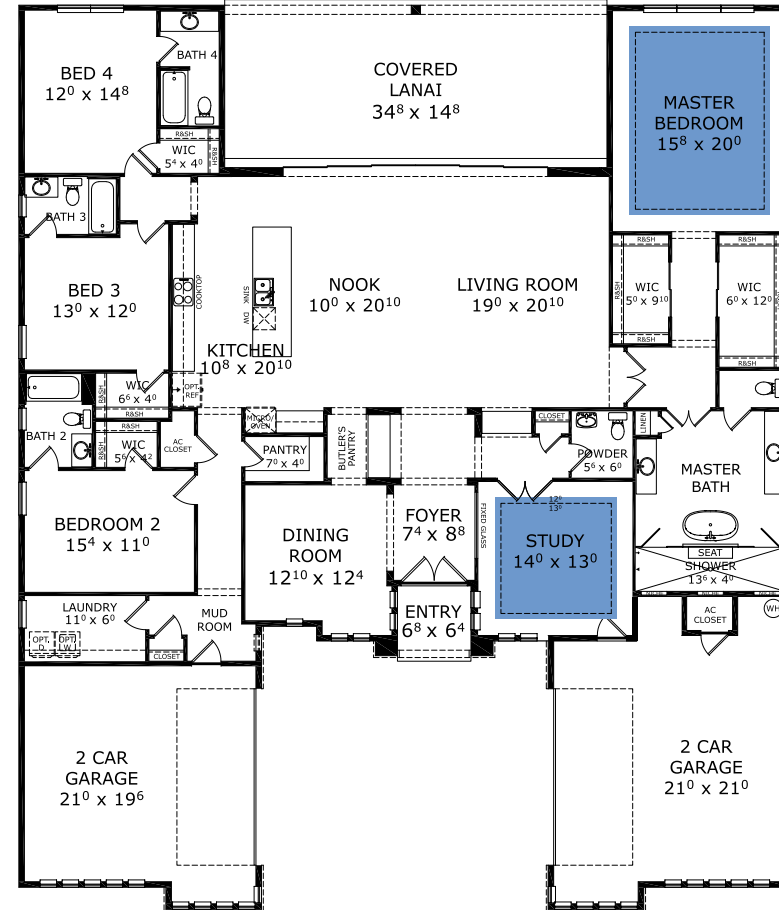 BED 4
12⁰ x 14⁸
BATH 4
R&SH
WIC
5⁴ x 4⁰
R&SH
COVERED
LANAI
34⁸ x 14⁸
MASTER
BEDROOM
15⁸ x 20⁰
BATH 3
BED 3
13⁰ x 12⁰
COOKTOP
SINK
DW
NOOK
10⁰ x 20¹⁰
LIVING ROOM
19⁰ x 20¹⁰
KITCHEN
10⁸ x 20¹⁰
R&SH
R&SH
WIC
5⁰ x 9¹⁰
R&SH
R&SH
WIC
6⁰ x 12⁰
R&SH
R&SH
WIC
6⁶ x 4⁰
R&SH
OPT.
REF
BATH 2
R&SH
R&SH
WIC
5⁶ x 4²
AC
CLOSET
MICRO/
OVEN
PANTRY
7⁰ x 4⁰
BUTLER'S
PANTRY
CLOSET
POWDER
5⁶ x 6⁰
LINEN
MASTER
BATH
BEDROOM 2
15⁴ x 11⁰
DINING
ROOM
12¹⁰ x 12⁴
FOYER
7⁴ x 8⁸
FIXED GLASS
12⁰
13⁰
STUDY
14⁰ x 13⁰
SEAT
SHOWER
13⁶ x 4⁰
LAUNDRY
11⁰ x 6⁰
OPT.
D
OPT.
W
MUD
ROOM
CLOSET
ENTRY
6⁸ x 6⁴
AC
CLOSET
WH
2 CAR
GARAGE
21⁰ x 19⁶
2 CAR
GARAGE
21⁰ x 21⁰